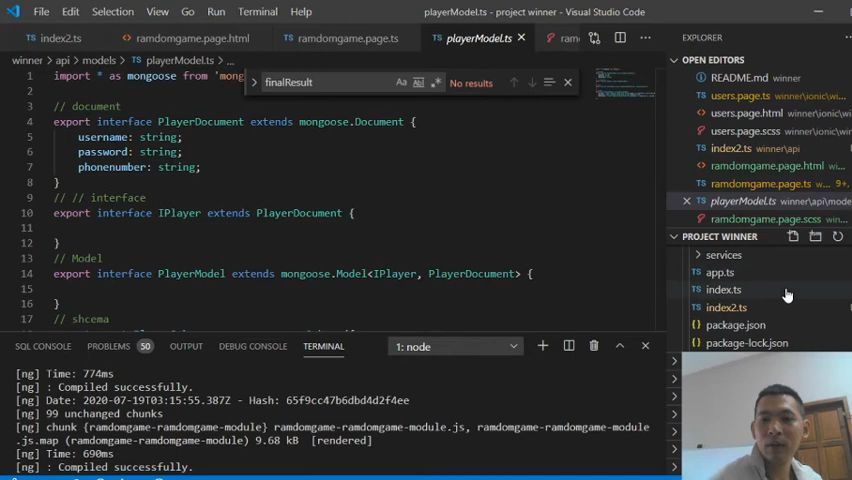 File Edit Selection View Go Run Terminal Help playerModel.ts - project winner - Visual Studio Code
index2.ts ramdomgame.page.html ramdomgame.page.ts playerModel.ts
EXPLORER
winner > api > models > playerModel.ts > ...
finalResult No results
1 import * as mongoose from 'mong
2
3 // document
4 export interface PlayerDocument extends mongoose.Document {
5 username: string;
6 password: string;
7 phonenumber: string;
8 }
9 // // interface
10 export interface IPlayer extends PlayerDocument {
11
12 }
13 // Model
14 export interface PlayerModel extends mongoose.Model<IPlayer, PlayerDocument> {
15
16 }
17 // shcema
OPEN EDITORS
README.md winner
users.page.ts winner\ionic\w...
users.page.html winner\ionic...
users.page.scss winner\ionic...
index2.ts winner\api
ramdomgame.page.html win...
ramdomgame.page.ts w... 9+
playerModel.ts winner\api\mode
ramdomgame.page.scss win...
PROJECT WINNER
services
app.ts
index.ts
index2.ts
package.json
package-lock.json
SQL CONSOLE PROBLEMS 50 OUTPUT DEBUG CONSOLE TERMINAL 1: node
[ng] Time: 774ms
[ng] : Compiled successfully.
[ng] Date: 2020-07-19T03:15:55.387Z - Hash: 65f9cc47b6dbd4d2f4ee
[ng] 99 unchanged chunks
[ng] chunk {ramdomgame-ramdomgame-module} ramdomgame-ramdomgame-module.js, ramdomgame-ramdomgame-module
.js.map (ramdomgame-ramdomgame-module) 9.68 kB [rendered]
[ng] Time: 690ms
[ng] : Compiled successfully.